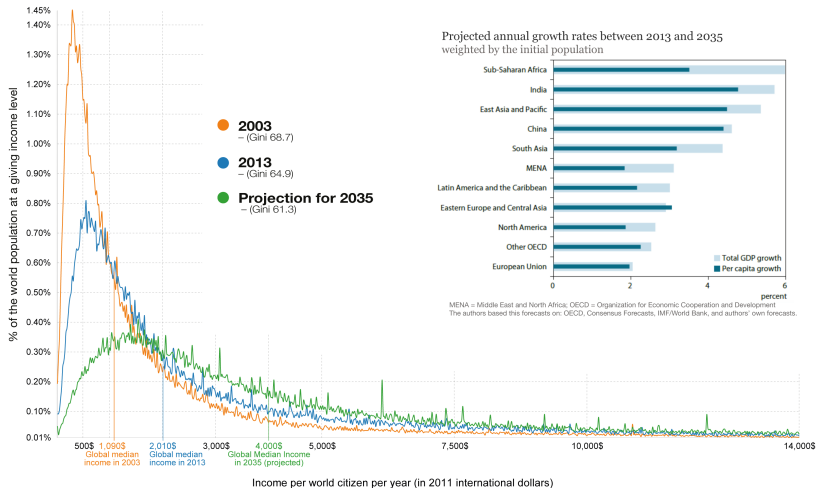 1.45%
1.40%
1.30%
1.20%
1.10%
1.00%
0.90%
0.80%
0.70%
0.60%
0.50%
0.40%
0.30%
0.20%
0.10%
0.01%
% of the world population at a giving income level
2003
– (Gini 68.7)
2013
– (Gini 64.9)
Projection for 2035
– (Gini 61.3)
500$ 1,090$ 2,010$ 3,000$ 4,000$ 5,000$ 7,500$ 10,000$ 14,000$
Global median
income in 2003
Global median
income in 2013
Global Median Income
in 2035 (projected)
Income per world citizen per year (in 2011 international dollars)
Projected annual growth rates between 2013 and 2035
weighted by the initial population
Sub-Saharan Africa
India
East Asia and Pacific
China
South Asia
MENA
Latin America and the Caribbean
Eastern Europe and Central Asia
North America
Other OECD
European Union
Total GDP growth
Per capita growth
0 2 4 6
percent
MENA = Middle East and North Africa; OECD = Organization for Economic Cooperation and Development
The authors based this forecasts on: OECD, Consensus Forecasts, IMF/World Bank, and authors' own forecasts.